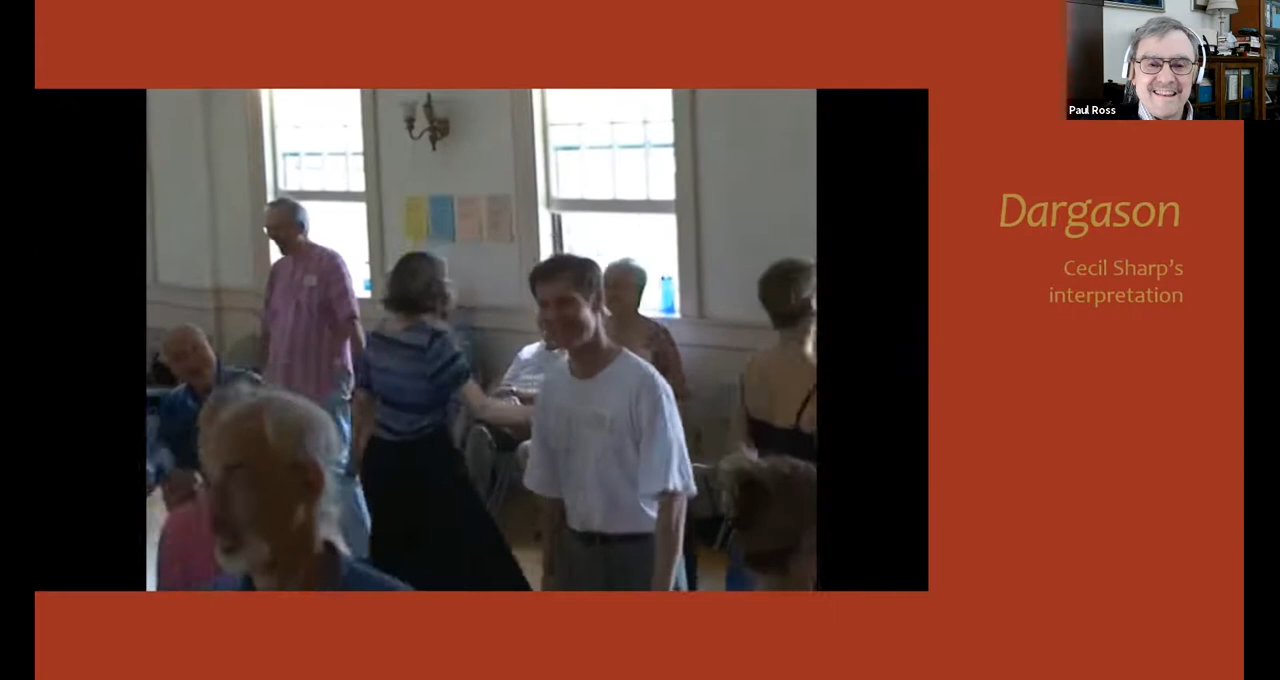 Paul Ross
Dargason
Cecil Sharp's
interpretation